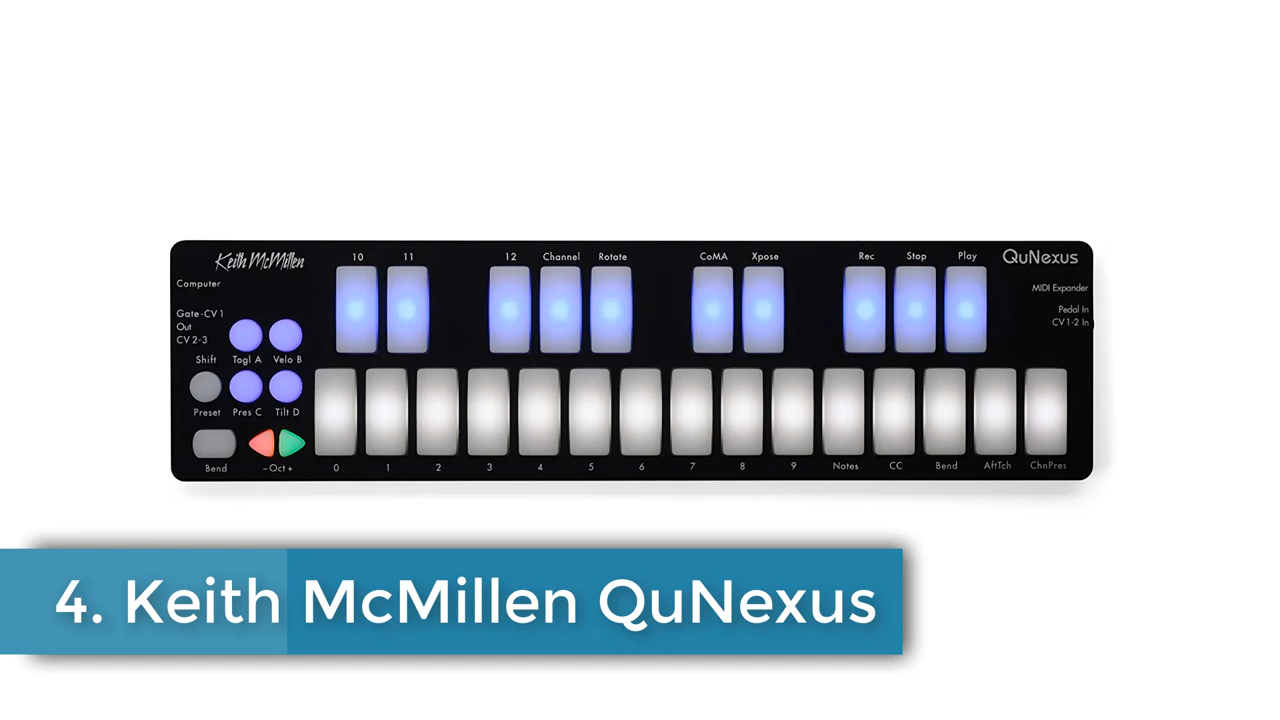 Keith McMillen
10 11 12 Channel Rotate CoMA Xpose Rec Stop Play
QuNexus
Computer
MIDI Expander
Gate-CV 1
Out
CV 2-3
Pedal In
CV 1-2 In
Shift Togl A Velo B
Preset Pres C Tilt D
Bend - Oct +
0 1 2 3 4 5 6 7 8 9 Notes CC Bend AftTch ChnPres
4. Keith McMillen QuNexus